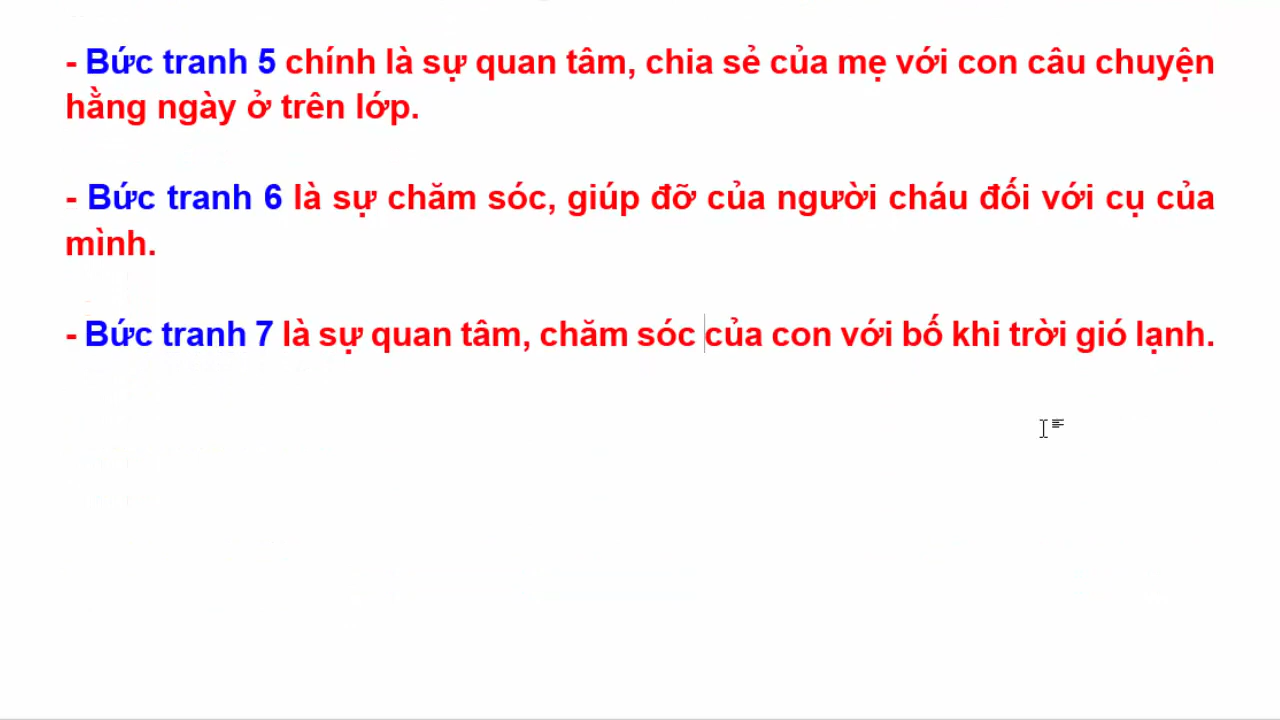 - Bức tranh 5 chính là sự quan tâm, chia sẻ của mẹ với con câu chuyện
hằng ngày ở trên lớp.
- Bức tranh 6 là sự chăm sóc, giúp đỡ của người cháu đối với cụ của
mình.
- Bức tranh 7 là sự quan tâm, chăm sóc của con với bố khi trời gió lạnh.